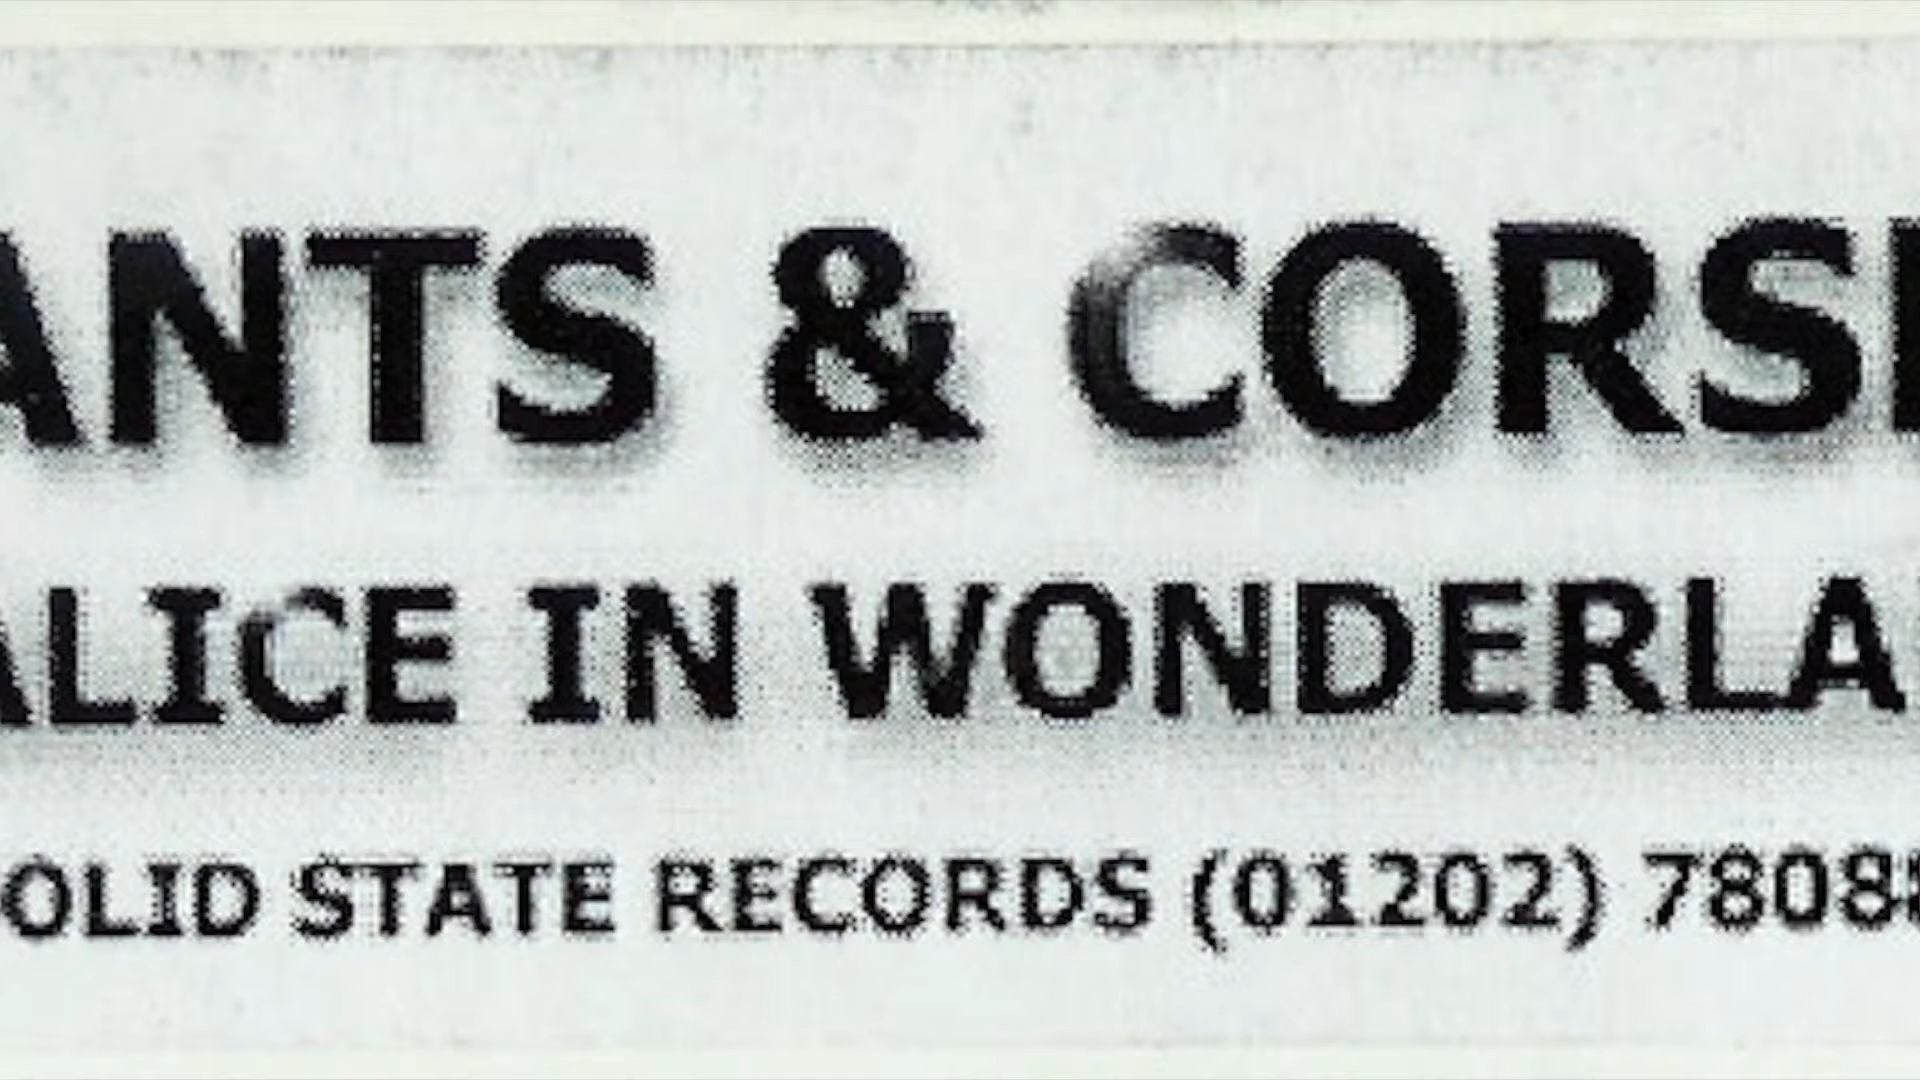 ANTS & CORS
ALICE IN WONDERLA
OLID STATE RECORDS (01202) 7808